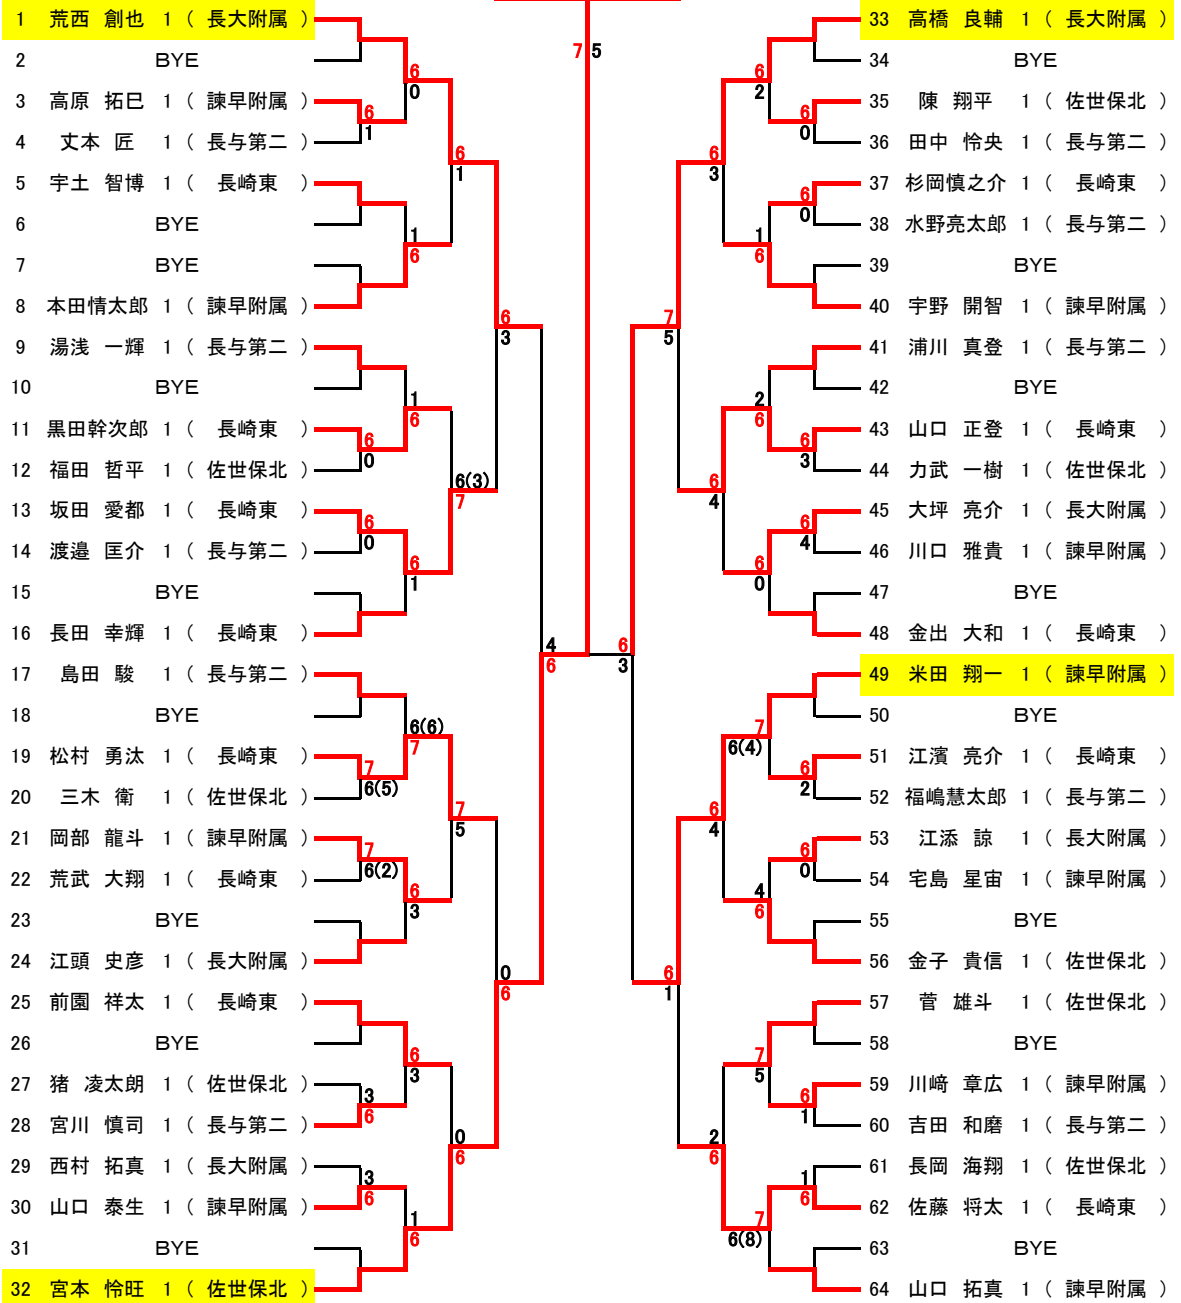 1 荒西 創也 1 ( 長大附属 )
2 BYE
3 高原 拓巳 1 ( 諫早附属 )
4 丈本 匠 1 ( 長与第二 )
5 宇土 智博 1 ( 長崎東 )
6 BYE
7 BYE
8 本田情太郎 1 ( 諫早附属 )
9 湯浅 一輝 1 ( 長与第二 )
10 BYE
11 黒田幹次郎 1 ( 長崎東 )
12 福田 哲平 1 ( 佐世保北 )
13 坂田 愛都 1 ( 長崎東 )
14 渡邉 匡介 1 ( 長与第二 )
15 BYE
16 長田 幸輝 1 ( 長崎東 )
17 島田 駿 1 ( 長与第二 )
18 BYE
19 松村 勇汰 1 ( 長崎東 )
20 三木 衛 1 ( 佐世保北 )
21 岡部 龍斗 1 ( 諫早附属 )
22 荒武 大翔 1 ( 長崎東 )
23 BYE
24 江頭 史彦 1 ( 長大附属 )
25 前園 祥太 1 ( 長崎東 )
26 BYE
27 猪 凌太朗 1 ( 佐世保北 )
28 宮川 慎司 1 ( 長与第二 )
29 西村 拓真 1 ( 長大附属 )
30 山口 泰生 1 ( 諫早附属 )
31 BYE
32 宮本 怜旺 1 ( 佐世保北 )
6
1
6
0
6
0
7
6(5)
7
6(2)
3
6
3
6
6
0
1
6
1
6
6
1
6(6)
7
6
3
6
3
1
6
6
1
6(3)
7
7
5
0
6
6
3
0
6
4
6
7 5
6
3
7
5
6
1
6
3
6
4
6
4
2
6
6
2
1
6
2
6
6
0
7
6(4)
4
6
7
5
7
6(8)
6
0
6
0
6
3
6
4
6
2
6
0
6
1
1
6
33 高橋 良輔 1 ( 長大附属 )
34 BYE
35 陳 翔平 1 ( 佐世保北 )
36 田中 怜央 1 ( 長与第二 )
37 杉岡慎之介 1 ( 長崎東 )
38 水野亮太郎 1 ( 長与第二 )
39 BYE
40 宇野 開智 1 ( 諫早附属 )
41 浦川 真登 1 ( 長与第二 )
42 BYE
43 山口 正登 1 ( 長崎東 )
44 力武 一樹 1 ( 佐世保北 )
45 大坪 亮介 1 ( 長大附属 )
46 川口 雅貴 1 ( 諫早附属 )
47 BYE
48 金出 大和 1 ( 長崎東 )
49 米田 翔一 1 ( 諫早附属 )
50 BYE
51 江濱 亮介 1 ( 長崎東 )
52 福嶋慧太郎 1 ( 長与第二 )
53 江添 諒 1 ( 長大附属 )
54 宅島 星宙 1 ( 諫早附属 )
55 BYE
56 金子 貴信 1 ( 佐世保北 )
57 菅 雄斗 1 ( 佐世保北 )
58 BYE
59 川﨑 章広 1 ( 諫早附属 )
60 吉田 和磨 1 ( 長与第二 )
61 長岡 海翔 1 ( 佐世保北 )
62 佐藤 将太 1 ( 長崎東 )
63 BYE
64 山口 拓真 1 ( 諫早附属 )